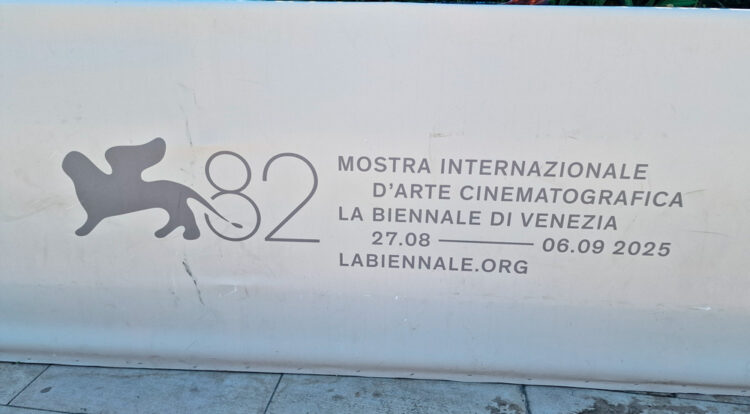 82
MOSTRA INTERNAZIONALE
D'ARTE CINEMATOGRAFICA
LA BIENNALE DI VENEZIA
27.08 — 06.09 2025
LABIENNALE.ORG